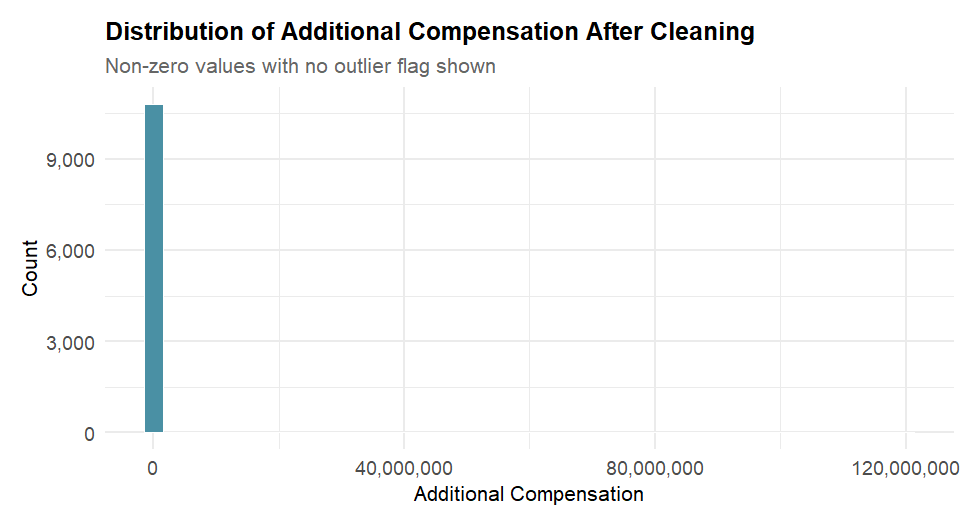 Distribution of Additional Compensation After Cleaning
Non-zero values with no outlier flag shown
Count
9,000
6,000
3,000
0
0 40,000,000 80,000,000 120,000,000
Additional Compensation